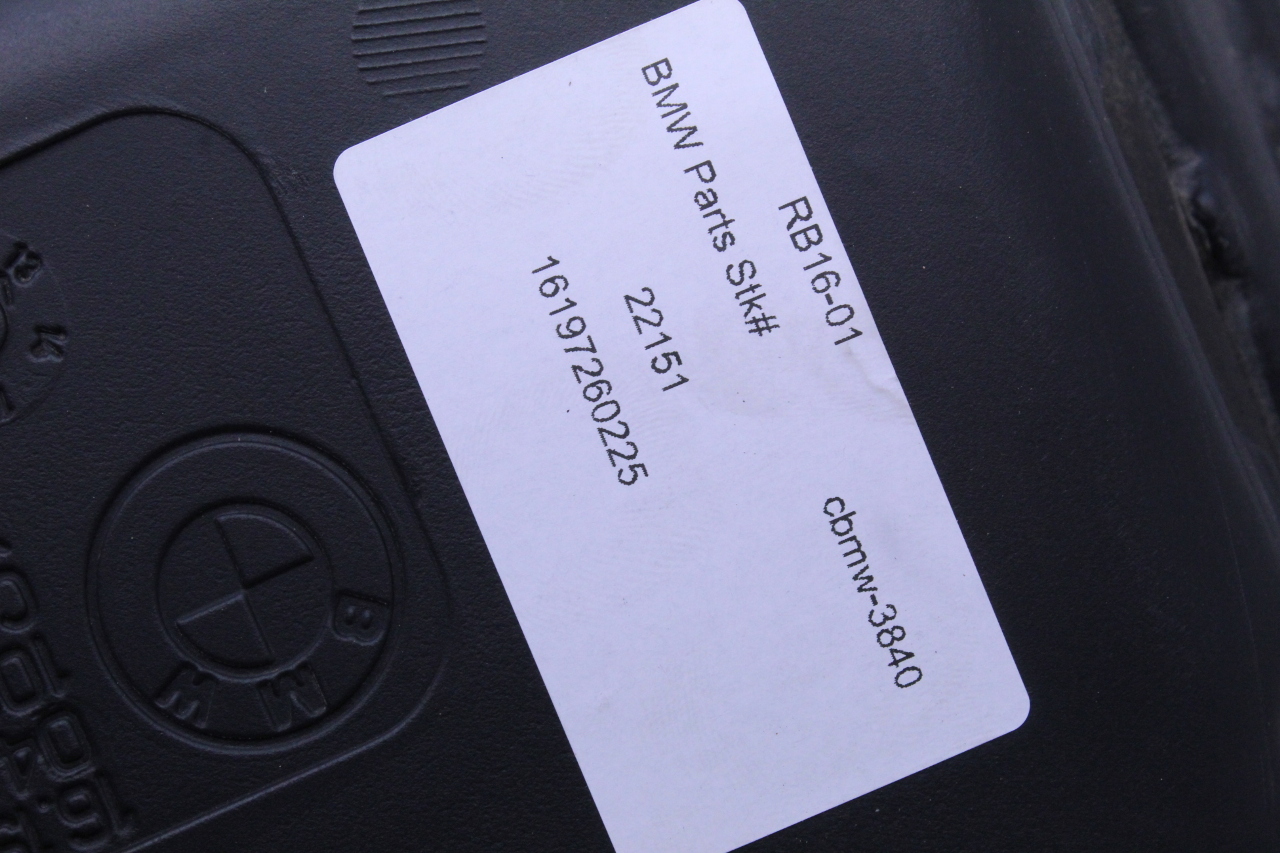 RB16-01 cbmw-3840
BMW Parts Stk#
22151
16197260225
B M W